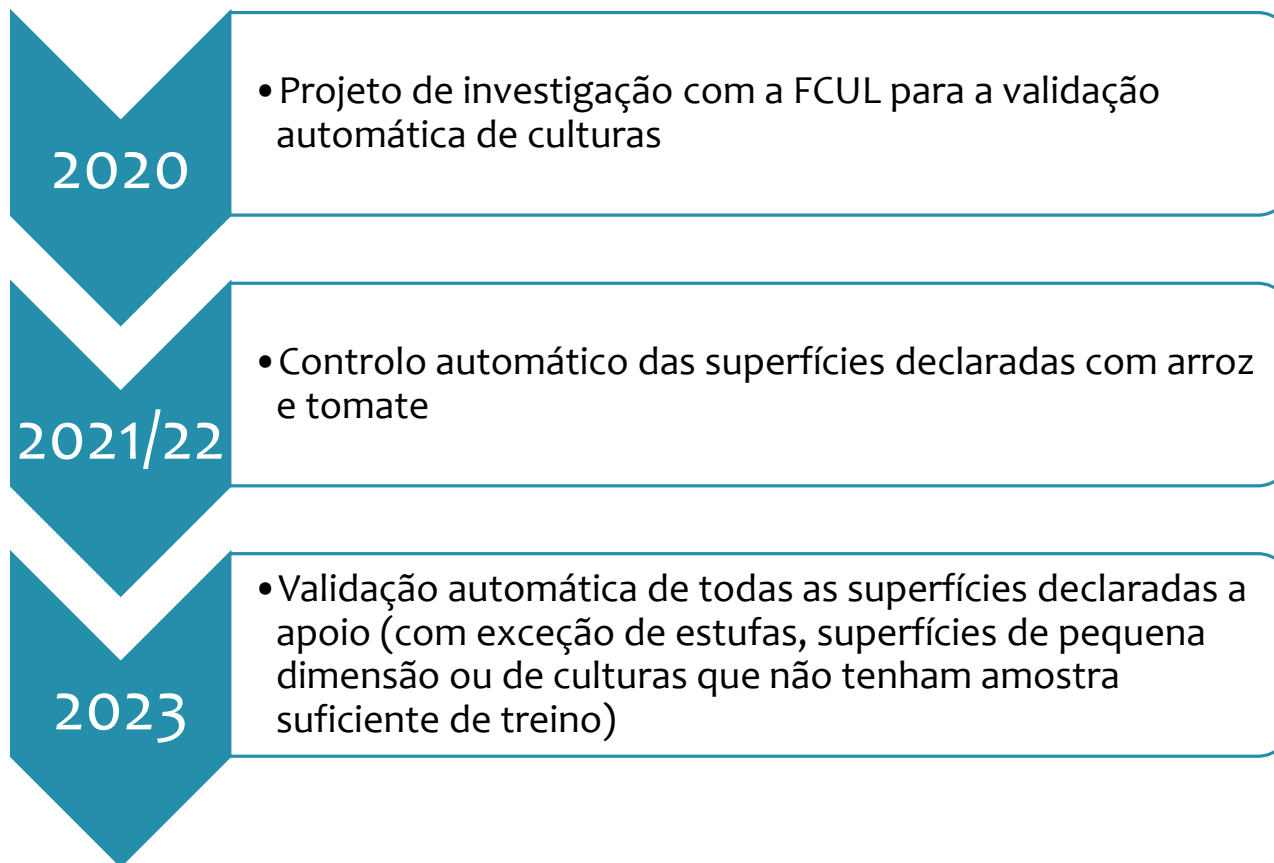 2020
•Projeto de investigação com a FCUL para a validação
automática de culturas
2021/22
•Controlo automático das superfícies declaradas com arroz
e tomate
2023
•Validação automática de todas as superfícies declaradas a
apoio (com exceção de estufas, superfícies de pequena
dimensão ou de culturas que não tenham amostra
suficiente de treino)